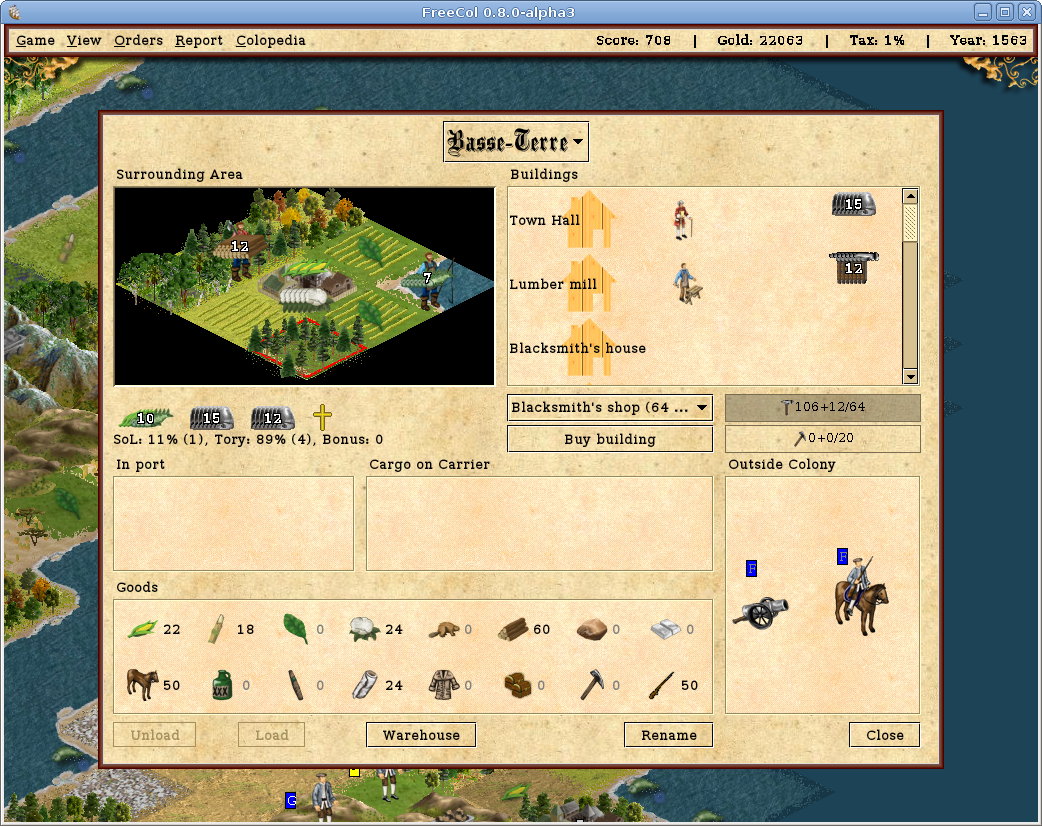 FreeCol 0.8.0-alpha3
Game View Orders Report Colopedia Score: 708 | Gold: 22063 | Tax: 1% | Year: 1563
Basse-Terre
Surrounding Area
Buildings
12
7
Town Hall
15
Lumber mill
12
Blacksmith's house
10 15 12
SoL: 11% (1), Tory: 89% (4), Bonus: 0
Blacksmith's shop (64 ...
106+12/64
Buy building
0+0/20
In port
Cargo on Carrier
Outside Colony
F
F
Goods
22 18 0 24 0 60 0 0
XXX
50 0 0 24 0 0 0 50
Unload
Load
Warehouse
Rename
Close
G